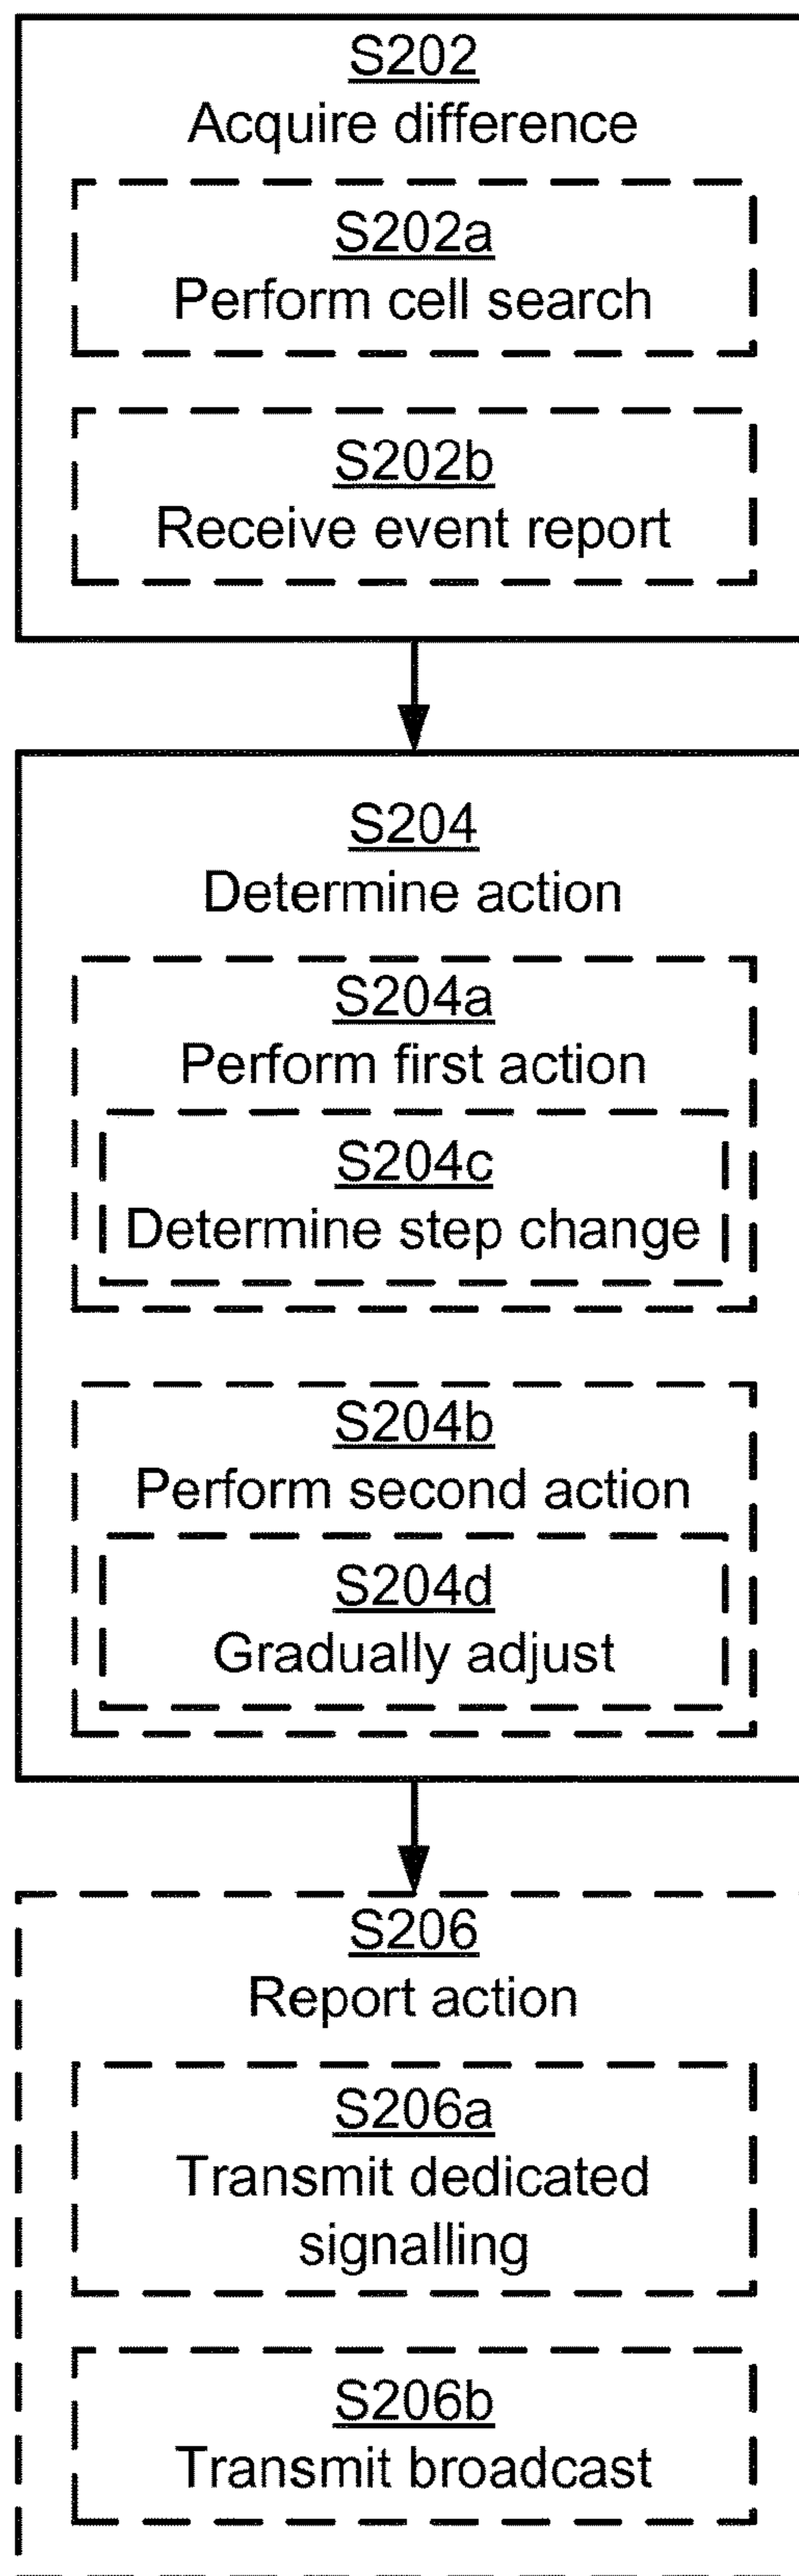 S202
Acquire difference
S202a
Perform cell search
S202b
Receive event report
S204
Determine action
S204a
Perform first action
S204c
Determine step change
S204b
Perform second action
S204d
Gradually adjust
S206
Report action
S206a
Transmit dedicated
signalling
S206b
Transmit broadcast